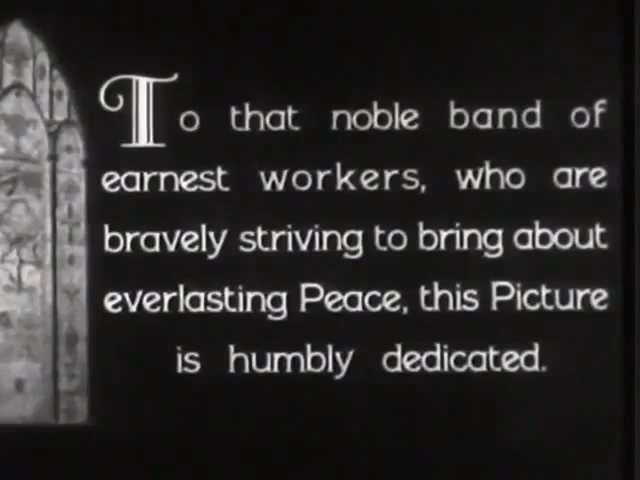 To that noble band of
earnest workers, who are
bravely striving to bring about
everlasting Peace, this Picture
is humbly dedicated.